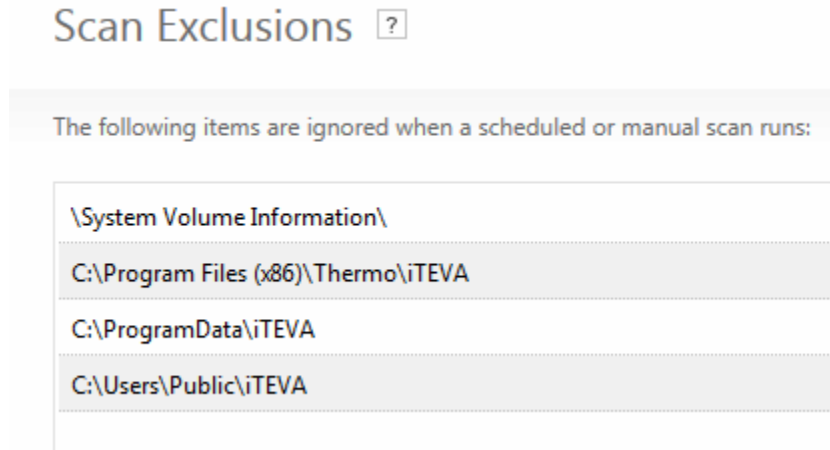 Scan Exclusions ?
The following items are ignored when a scheduled or manual scan runs:
\System Volume Information\
C:\Program Files (x86)\Thermo\iTEVA
C:\ProgramData\iTEVA
C:\Users\Public\iTEVA